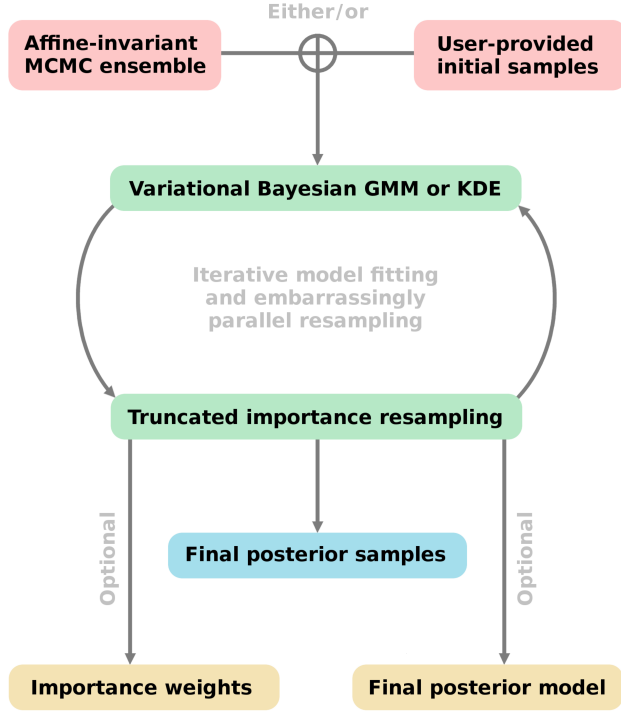 Either/or
Affine-invariant
MCMC ensemble
User-provided
initial samples
Variational Bayesian GMM or KDE
Iterative model fitting
and embarrassingly
parallel resampling
Truncated importance resampling
Optional
Optional
Final posterior samples
Importance weights
Final posterior model